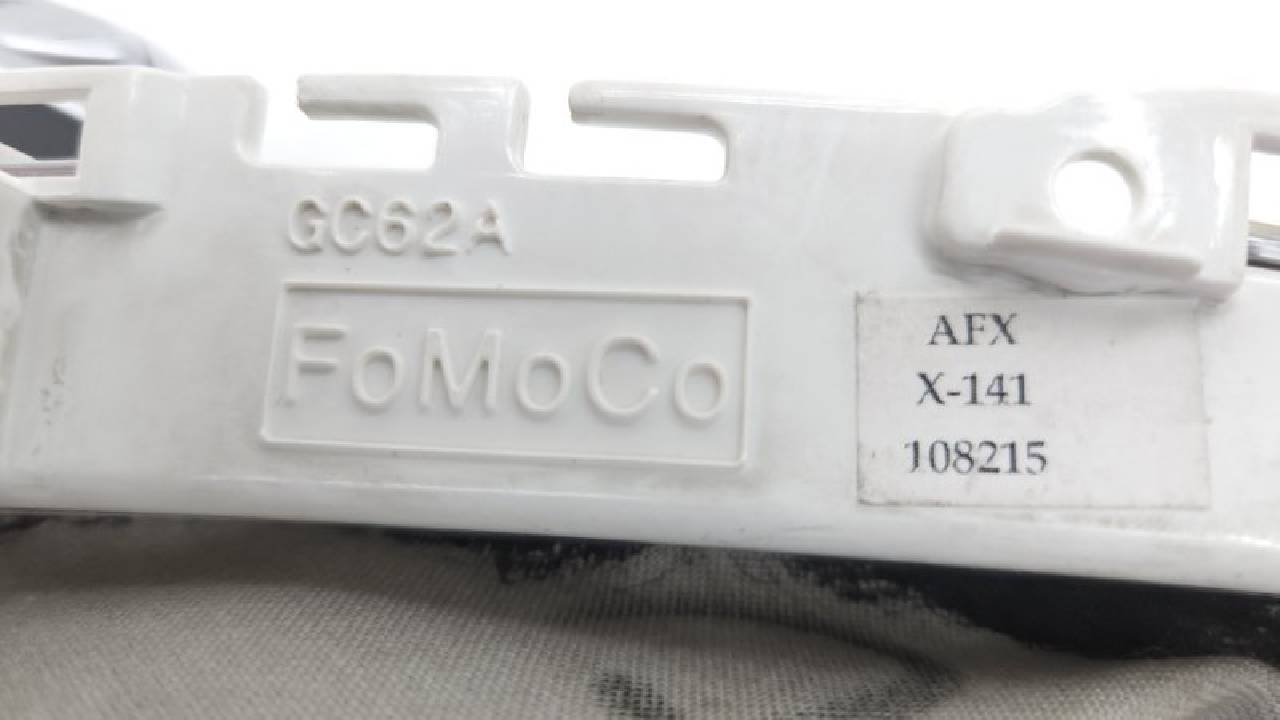 GC62A
FoMoCo
AFX
X-141
108215